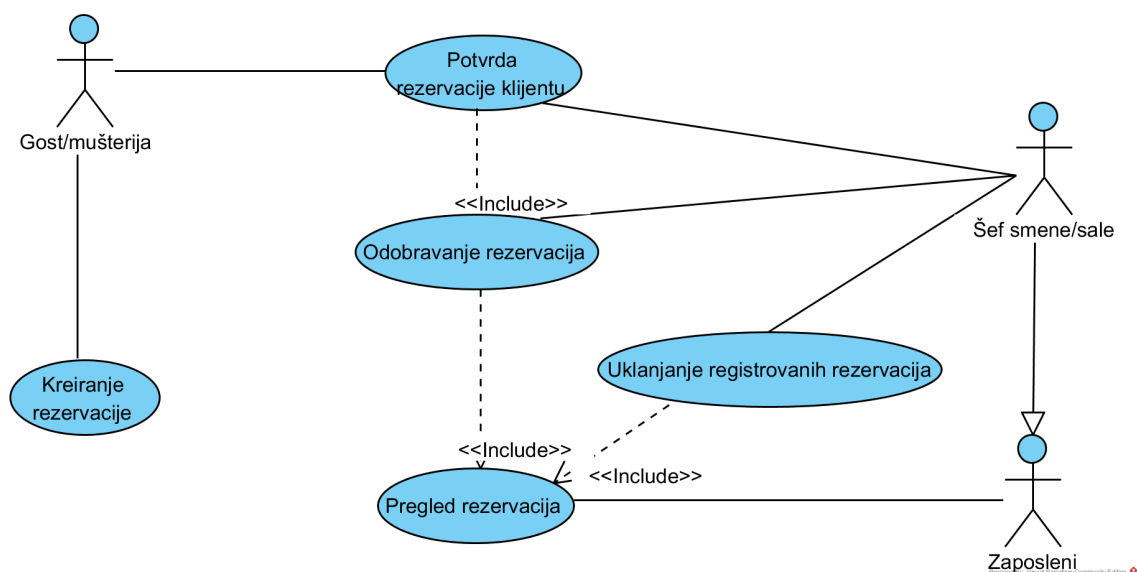 Potvrda
rezervacije klijentu
Gost/mušterija
<<Include>>
Šef smene/sale
Odobravanje rezervacija
Kreiranje
rezervacije
Uklanjanje registrovanih rezervacija
<<Include>>
<<Include>>
Pregled rezervacija
Zaposleni